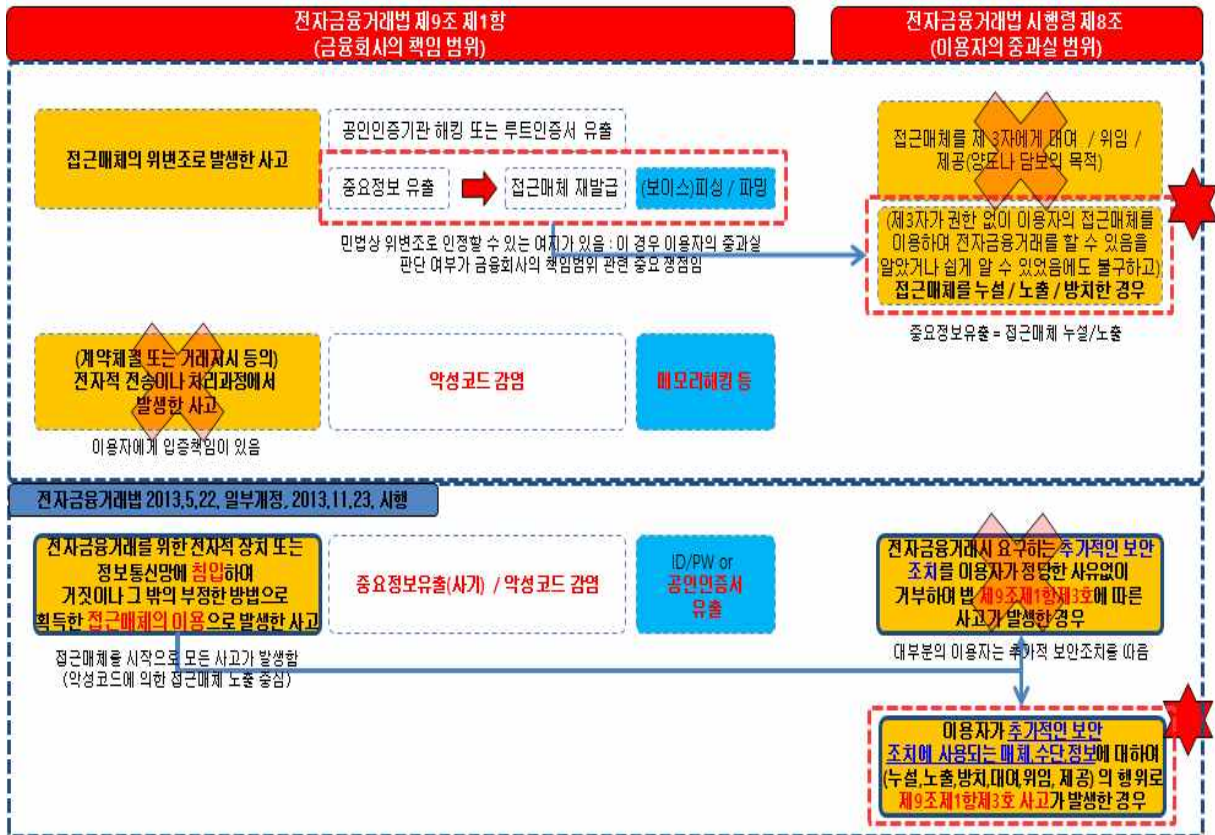 전자금융거래법 제9조 제1항
(금융회사의 책임 범위)
전자금융거래법 시행령 제8조
(이용자의 중과실 범위)
접근매체의 위변조로 발생한 사고
공인인증기관 해킹 또는 루트인증서 유출
중요정보 유출
접근매체 재발급
(보이스)피싱 / 파밍
민법상 위변조로 인정할 수 있는 여지가 있음 : 이 경우 이용자의 중과실
판단 여부가 금융회사의 책임범위 관련 중요 쟁점임
접근매체를 제 3자에게 대여 / 위임 /
제공(양도나 담보의 목적)
(제3자가 권한 없이 이용자의 접근매체를
이용하여 전자금융거래를 할 수 있음을
알았거나 쉽게 알 수 있었음에도 불구하고)
접근매체를 누설 / 노출 / 방치한 경우
중요정보유출 = 접근매체 누설/노출
(계약체결 또는 거래지시 등의)
전자적 전송이나 처리과정에서
발생한 사고
이용자에게 입증책임이 있음
악성코드 감염
메모리해킹 등
전자금융거래법 2013.5.22, 일부개정, 2013.11.23, 시행
전자금융거래를 위한 전자적 장치 또는
정보통신망에 침입하여
거짓이나 그 밖의 부정한 방법으로
획득한 접근매체의 이용으로 발생한 사고
접근매체를 시작으로 모든 사고가 발생함
(악성코드에 의한 접근매체 노출 중심)
중요정보유출(사기) / 악성코드 감염
ID/PW or
공인인증서
유출
전자금융거래시 요구하는 추가적인 보안
조치를 이용자가 정당한 사유없이
거부하여 법 제9조제1항제3호에 따른
사고가 발생한 경우
대부분의 이용자는 추가적 보안조치를 따음
이용자가 추가적인 보안
조치에 사용되는 매체,수단,정보에 대하여
(누설,노출,방치,대여,위임, 제공) 의 행위로
제9조제1항제3호 사고가 발생한 경우